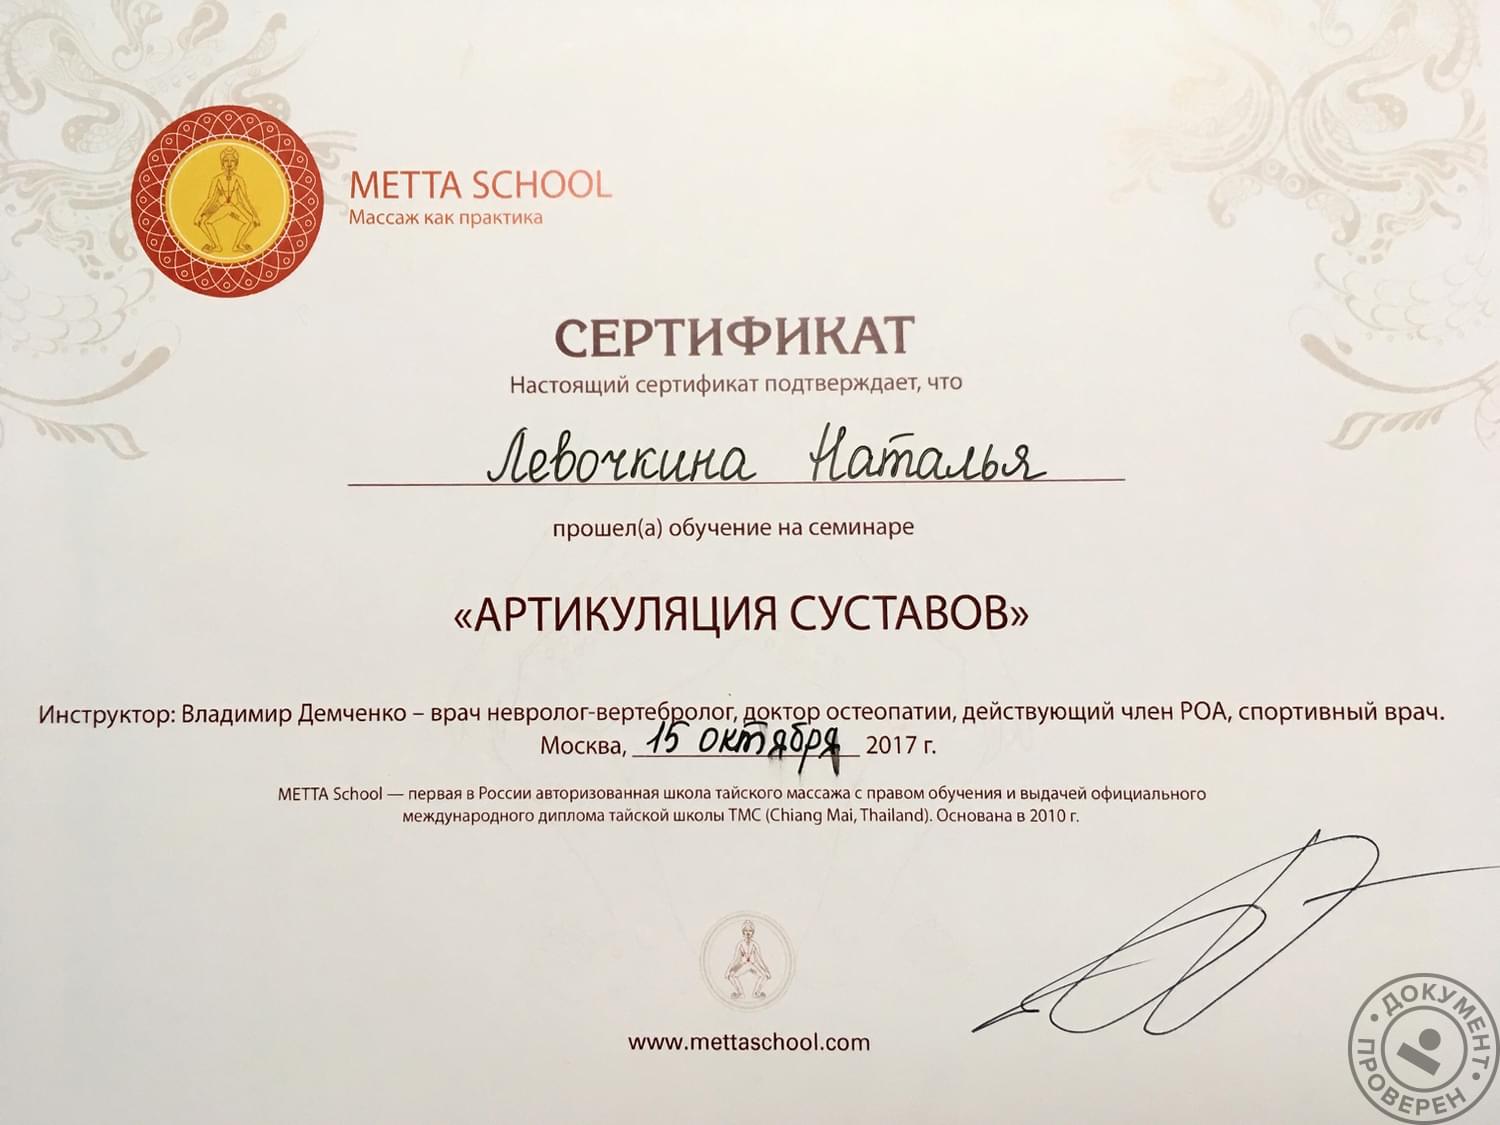 METTA SCHOOL
Массаж как практика
СЕРТИФИКАТ
Настоящий сертификат подтверждает, что
Левочкина Наталья
прошел(а) обучение на семинаре
«АРТИКУЛЯЦИЯ СУСТАВОВ»
Инструктор: Владимир Демченко – врач невролог-вертебролог, доктор остеопатии, действующий член РОА, спортивный врач.
Москва, 15 октября 2017 г.
METTA School — первая в России авторизованная школа тайского массажа с правом обучения и выдачей официального
международного диплома тайской школы ТМС (Chiang Mai, Thailand). Основана в 2010 г.
www.mettaschool.com
ДОКУМЕНТ ПРОВЕРЕН